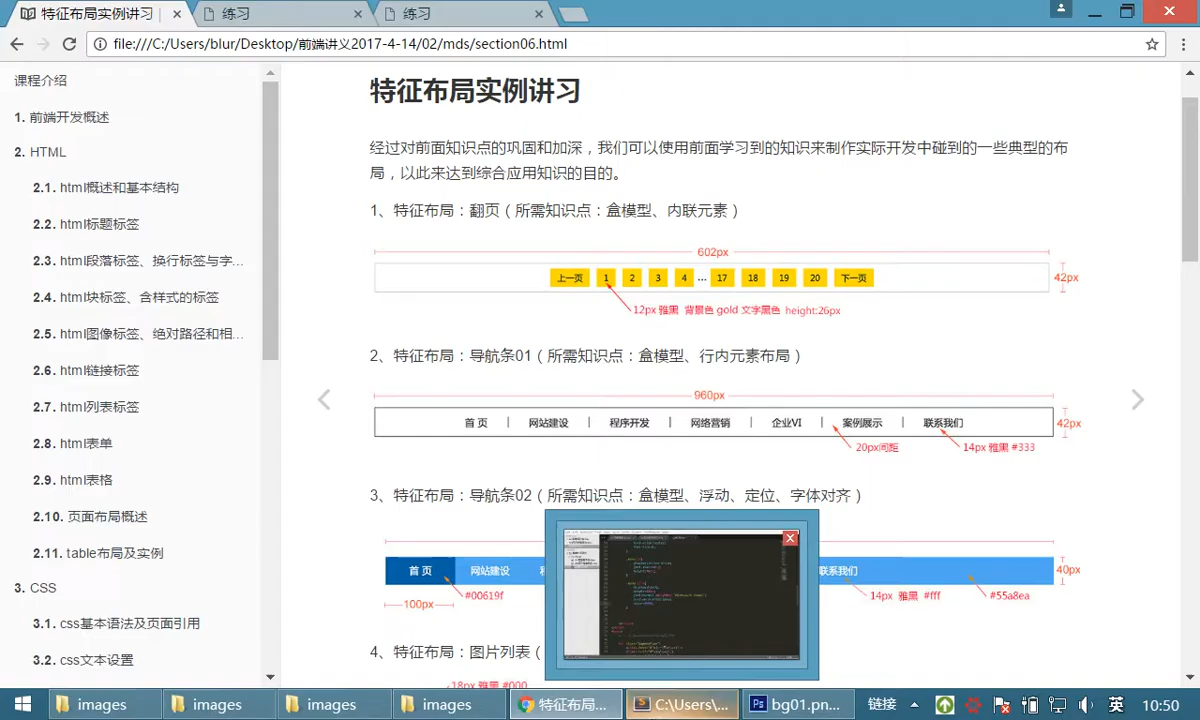 特征布局实例讲习
练习
练习
file:///C:/Users/blur/Desktop/前端讲义2017-4-14/02/mds/section06.html
课程介绍
1. 前端开发概述
2. HTML
2.1. html概述和基本结构
2.2. html标题标签
2.3. html段落标签、换行标签与字...
2.4. html块标签、含样式的标签
2.5. html图像标签、绝对路径和相...
2.6. html链接标签
2.7. html列表标签
2.8. html表单
2.9. html表格
2.10. 页面布局概述
2.11. table布局及实例
3. CSS
3.1. css基本语法及页面引用
3.2. css文本设置
特征布局实例讲习
经过对前面知识点的巩固和加深，我们可以使用前面学习到的知识来制作实际开发中碰到的一些典型的布
局，以此来达到综合应用知识的目的。
1、特征布局：翻页（所需知识点：盒模型、内联元素）
602px
上一页 1 2 3 4 ... 17 18 19 20 下一页
42px
12px 雅黑 背景色 gold 文字黑色 height:26px
2、特征布局：导航条01（所需知识点：盒模型、行内元素布局）
960px
首 页 | 网站建设 | 程序开发 | 网络营销 | 企业VI | 案例展示 | 联系我们
42px
20px间距
14px 雅黑 #333
3、特征布局：导航条02（所需知识点：盒模型、浮动、定位、字体对齐）
首 页 网站建设
联系我们
40px
#00619f
14px 雅黑 #fff
#55a8ea
100px
4、特征布局：图片列表（
18px 雅黑 #000
images
images
images
images
特征布局...
C:\Users\...
bg01.pn...
链接
英
10:50